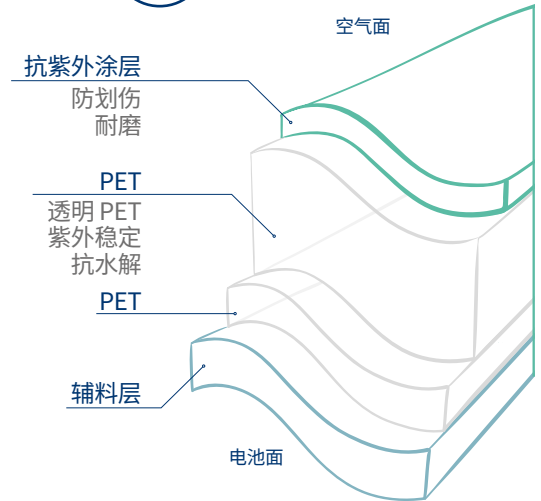 空气面
抗紫外涂层
防划伤
耐磨
PET
透明 PET
紫外稳定
抗水解
PET
辅料层
电池面